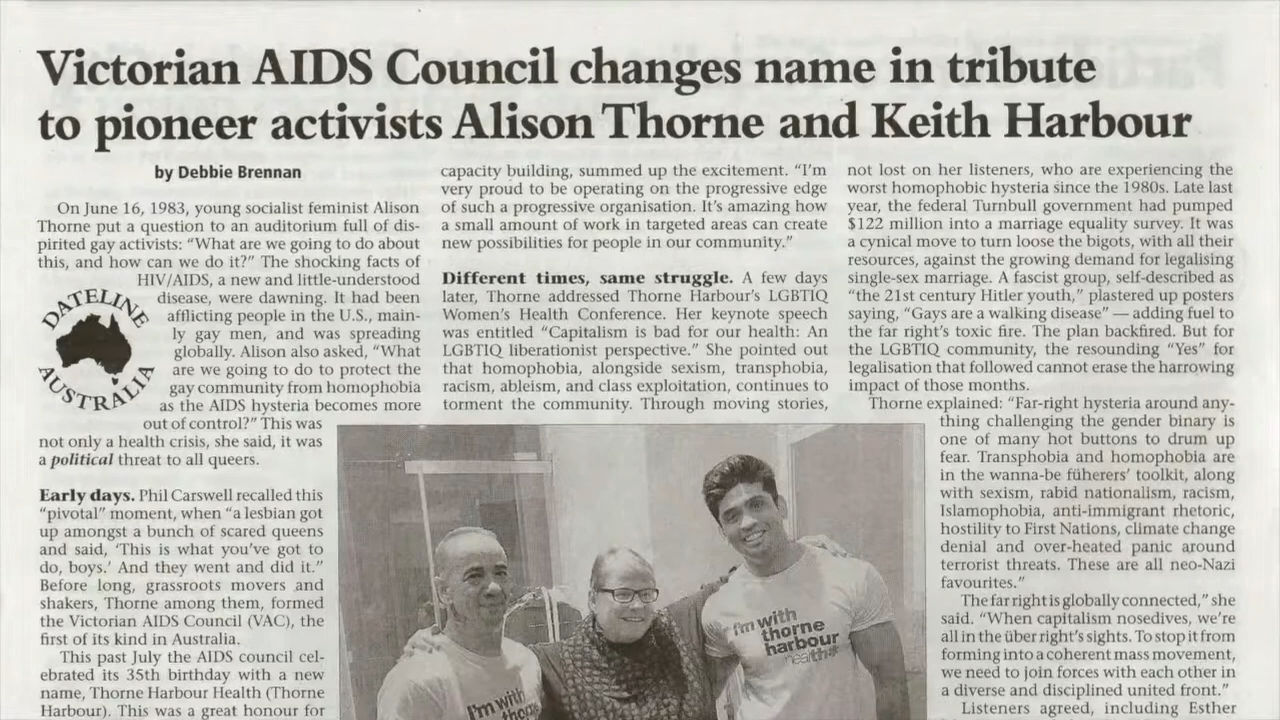 Victorian AIDS Council changes name in tribute
to pioneer activists Alison Thorne and Keith Harbour
by Debbie Brennan
On June 16, 1983, young socialist feminist Alison
Thorne put a question to an auditorium full of dis-
pirited gay activists: “What are we going to do about
this, and how can we do it?” The shocking facts of
HIV/AIDS, a new and little-understood
disease, were dawning. It had been
afflicting people in the U.S., main-
ly gay men, and was spreading
globally. Alison also asked, “What
are we going to do to protect the
gay community from homophobia
as the AIDS hysteria becomes more
out of control?” This was
not only a health crisis, she said, it was
a political threat to all queers.
DATELINE
AUSTRALIA
Early days. Phil Carswell recalled this
“pivotal” moment, when “a lesbian got
up amongst a bunch of scared queens
and said, ‘This is what you’ve got to
do, boys.’ And they went and did it.”
Before long, grassroots movers and
shakers, Thorne among them, formed
the Victorian AIDS Council (VAC), the
first of its kind in Australia.
This past July the AIDS council cel-
ebrated its 35th birthday with a new
name, Thorne Harbour Health (Thorne
Harbour). This was a great honour for
capacity building, summed up the excitement. “I’m
very proud to be operating on the progressive edge
of such a progressive organisation. It’s amazing how
a small amount of work in targeted areas can create
new possibilities for people in our community.”
Different times, same struggle. A few days
later, Thorne addressed Thorne Harbour’s LGBTIQ
Women’s Health Conference. Her keynote speech
was entitled “Capitalism is bad for our health: An
LGBTIQ liberationist perspective.” She pointed out
that homophobia, alongside sexism, transphobia,
racism, ableism, and class exploitation, continues to
torment the community. Through moving stories,
I’m with
thorne
i’m with
thorne
harbour
health
not lost on her listeners, who are experiencing the
worst homophobic hysteria since the 1980s. Late last
year, the federal Turnbull government had pumped
$122 million into a marriage equality survey. It was
a cynical move to turn loose the bigots, with all their
resources, against the growing demand for legalising
single-sex marriage. A fascist group, self-described as
“the 21st century Hitler youth,” plastered up posters
saying, “Gays are a walking disease” — adding fuel to
the far right’s toxic fire. The plan backfired. But for
the LGBTIQ community, the resounding “Yes” for
legalisation that followed cannot erase the harrowing
impact of those months.
Thorne explained: “Far-right hysteria around any-
thing challenging the gender binary is
one of many hot buttons to drum up
fear. Transphobia and homophobia are
in the wanna-be führers’ toolkit, along
with sexism, rabid nationalism, racism,
Islamophobia, anti-immigrant rhetoric,
hostility to First Nations, climate change
denial and over-heated panic around
terrorist threats. These are all neo-Nazi
favourites.”
The far right is globally connected,” she
said. “When capitalism nosedives, we’re
all in the über right’s sights. To stop it from
forming into a coherent mass movement,
we need to join forces with each other in
a diverse and disciplined united front.”
Listeners agreed, including Esther